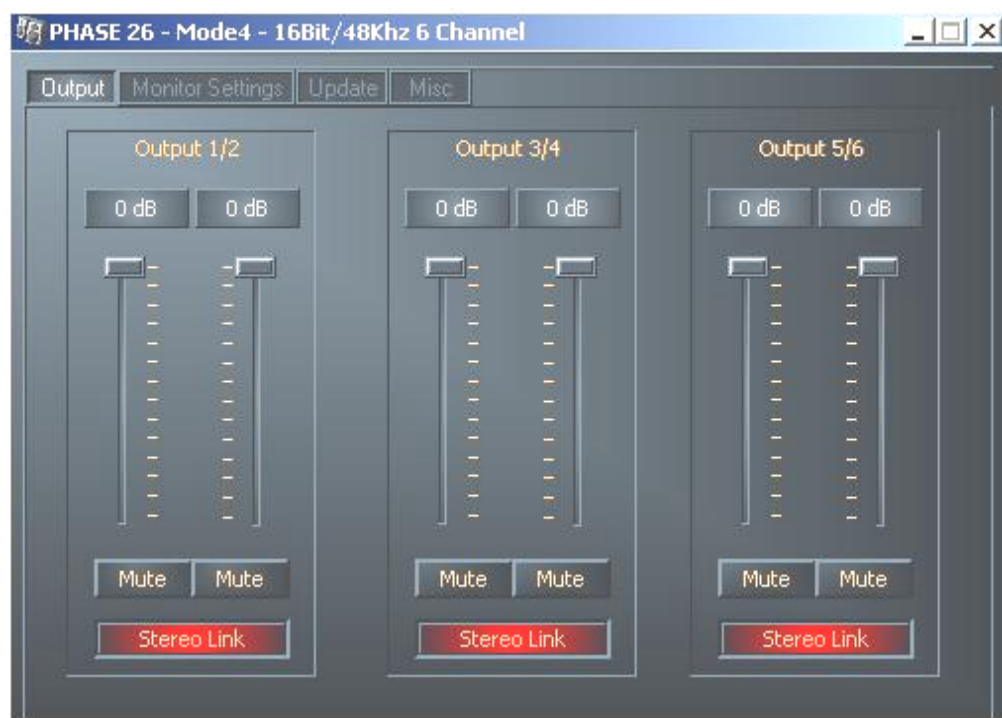 PHASE 26 - Mode4 - 16Bit/48Khz 6 Channel
Output Monitor Settings Update Misc
Output 1/2 Output 3/4 Output 5/6
0 dB 0 dB 0 dB 0 dB 0 dB 0 dB
Mute Mute Mute Mute Mute Mute
Stereo Link Stereo Link Stereo Link